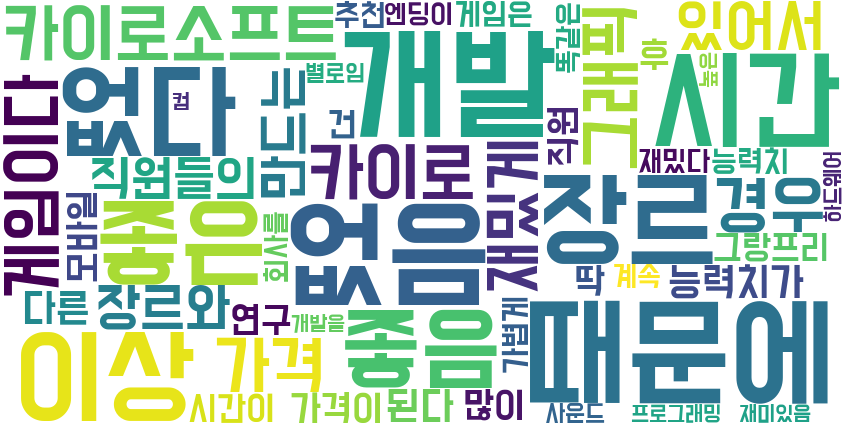 카이로소프트
추천
엔딩이
게임은
똑같은
그래픽
후
있어서
높은
시간
개발
별로임
없다
컴
만드는
건
게임이다
직원들의
카이로
재밌게
직원
재밌다
능력치
하드웨어
모바일
좋은
회사를
없음
장르
경우
그랑프리
다른
장르와
연구
개발을
좋음
가볍게
딱
계속
능력치가
때문에
이상
가격
시간이
가격이
된다
많이
사운드
프로그래밍
재미있음